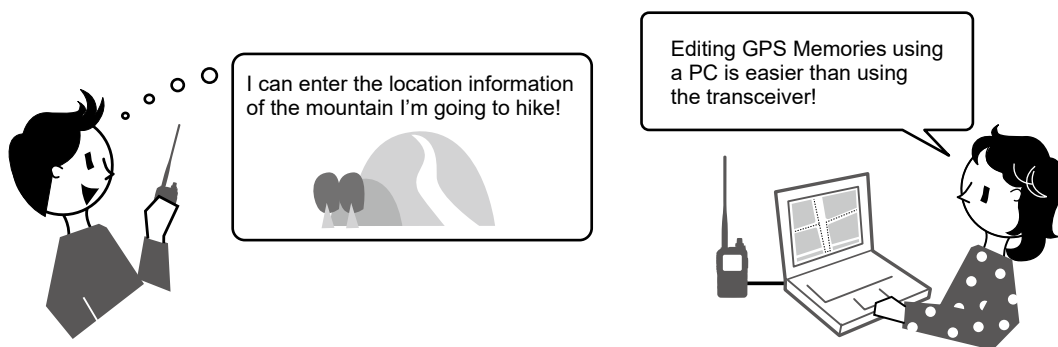 I can enter the location information
of the mountain I'm going to hike!
Editing GPS Memories using
a PC is easier than using
the transceiver!